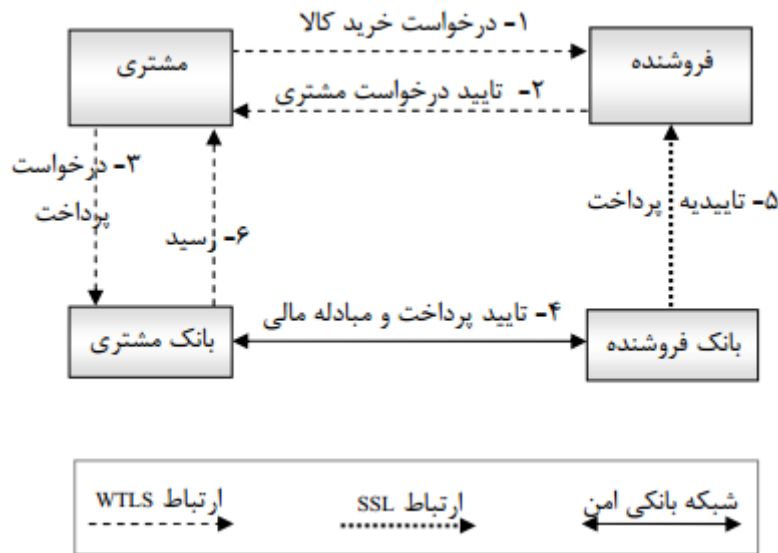 ۱- درخواست خرید کالا
مشتری
فروشنده
۲- تایید درخواست مشتری
۳- درخواست
پرداخت
۶- رسید
۵- تاییدیه پرداخت
۴- تایید پرداخت و مبادله مالی
بانک مشتری
بانک فروشنده
شبکه بانکی امن
ارتباط SSL
ارتباط WTLS